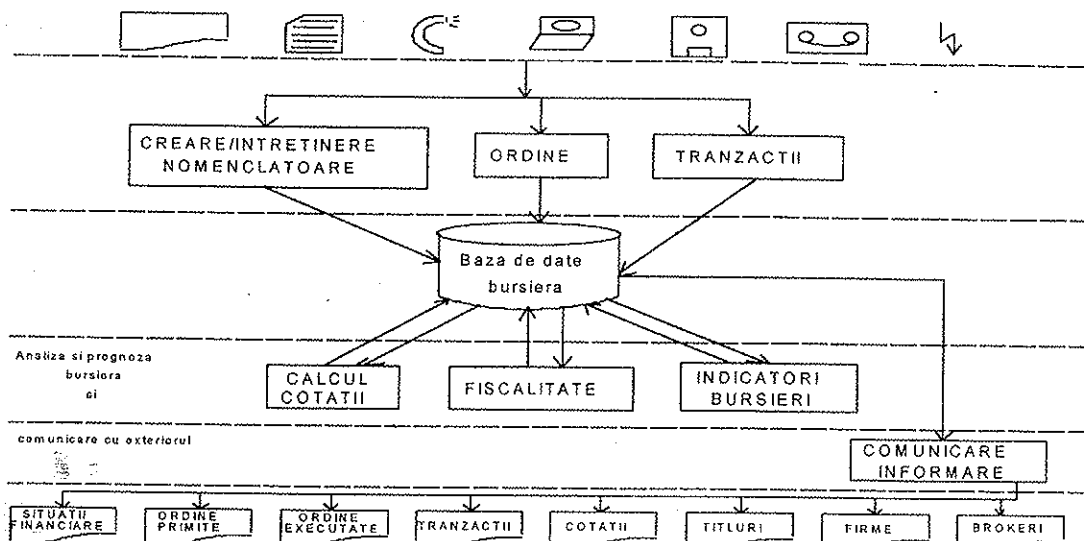 CREARE/INTRETINERE
NOMENCLATOARE
ORDINE
TRANZACTII
Baza de date
bursiera
Analiza si prognoza
bursiera
si
CALCUL
COTATII
FISCALITATE
INDICATORI
BURSIERI
comunicare cu exteriorul
COMUNICARE
INFORMARE
SITUATII
FINANCIARE
ORDINE
PRIMITE
ORDINE
EXECUTATE
TRANZACTII
COTATII
TITLURI
FIRME
BROKERI